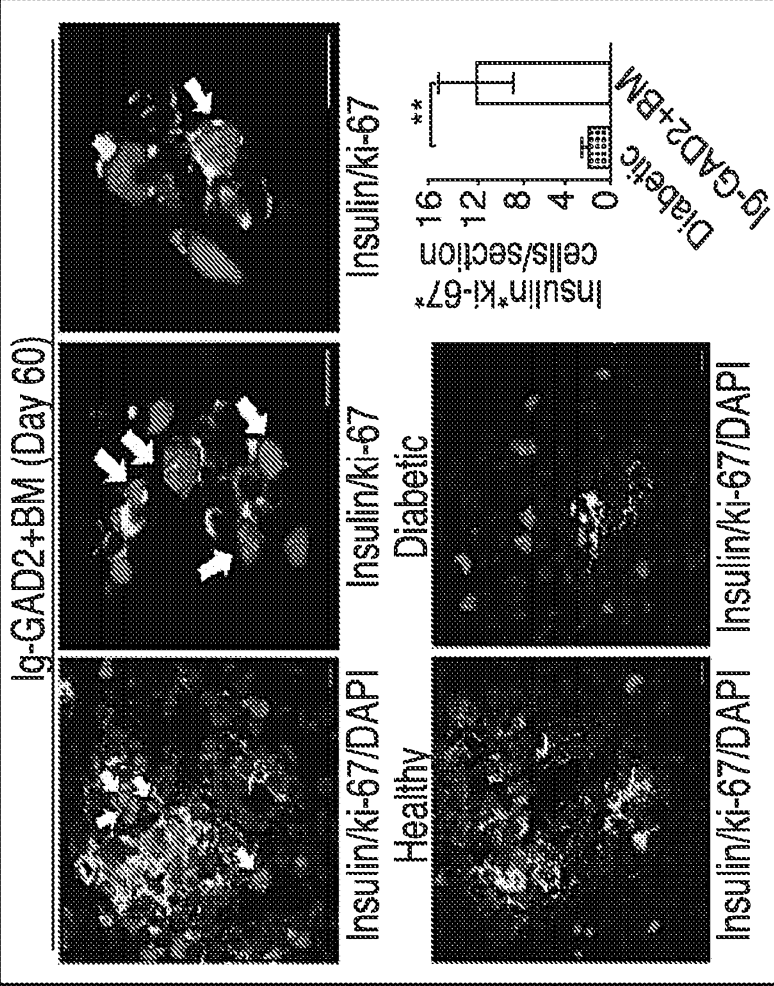 Ig-GAD2+BM (Day 60)
Insulin/ki-67/DAPI
Insulin/ki-67
Insulin/ki-67
Healthy
Diabetic
Insulin/ki-67/DAPI
Insulin/ki-67/DAPI
Insulin⁺ki-67⁺
cells/section
16
12
8
4
0
**
Diabetic
Ig-GAD2+BM